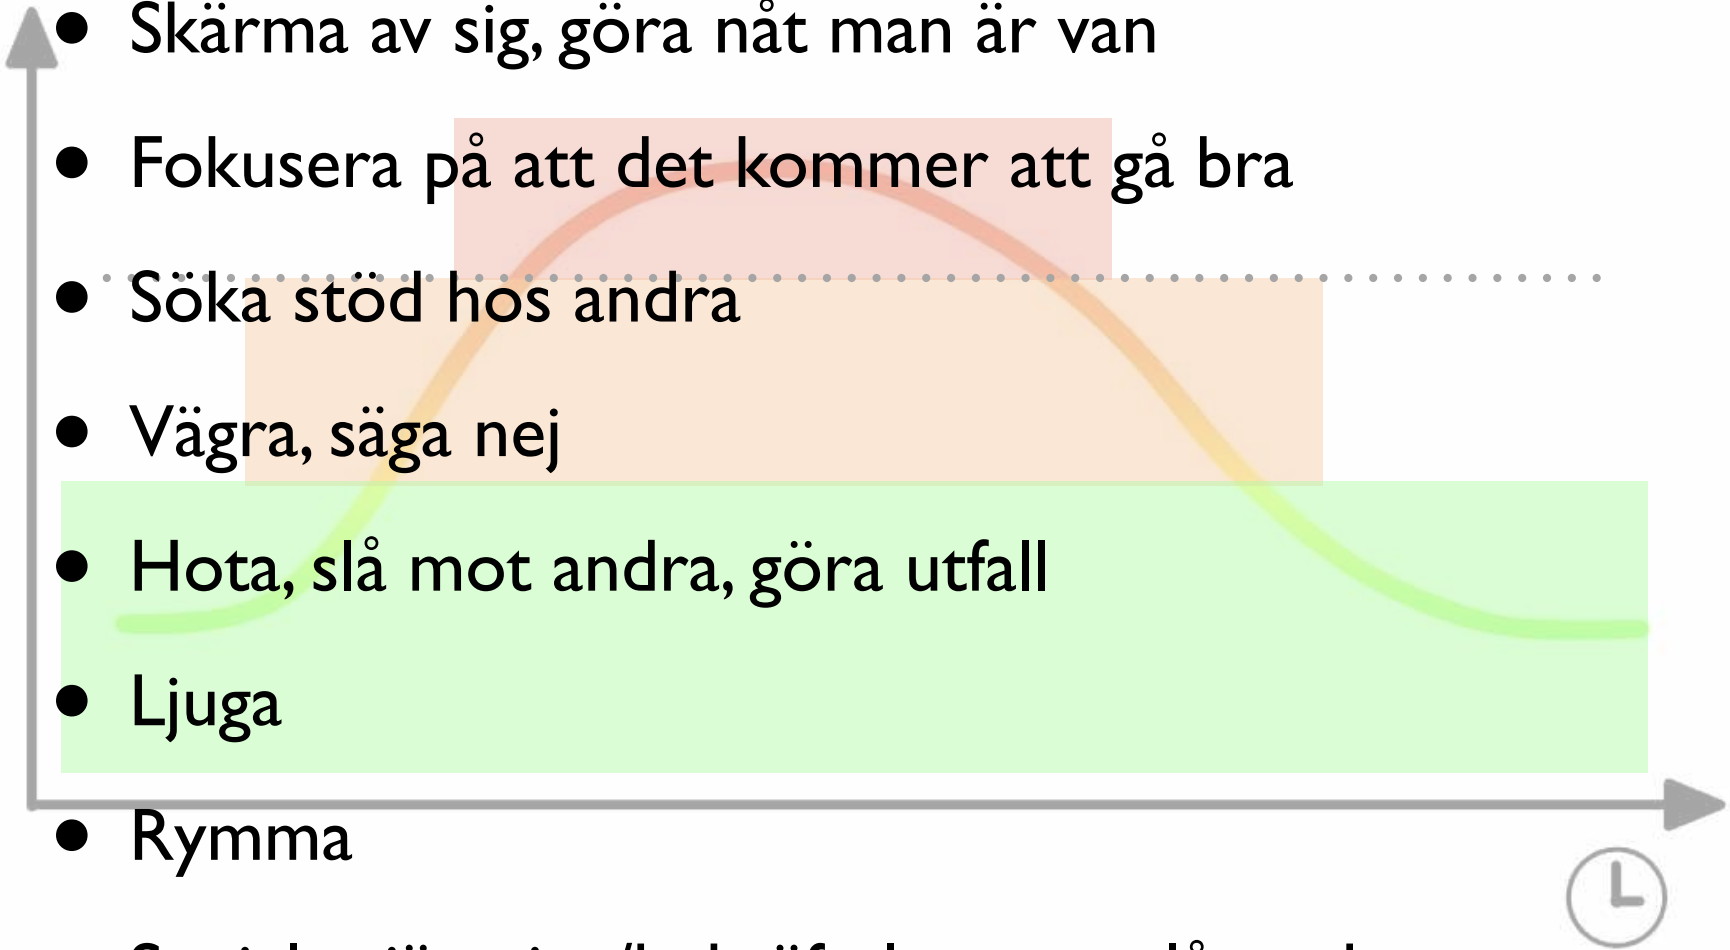 • Skärma av sig, göra nåt man är van
• Fokusera på att det kommer att gå bra
• Söka stöd hos andra
• Vägra, säga nej
• Hota, slå mot andra, göra utfall
• Ljuga
• Rymma